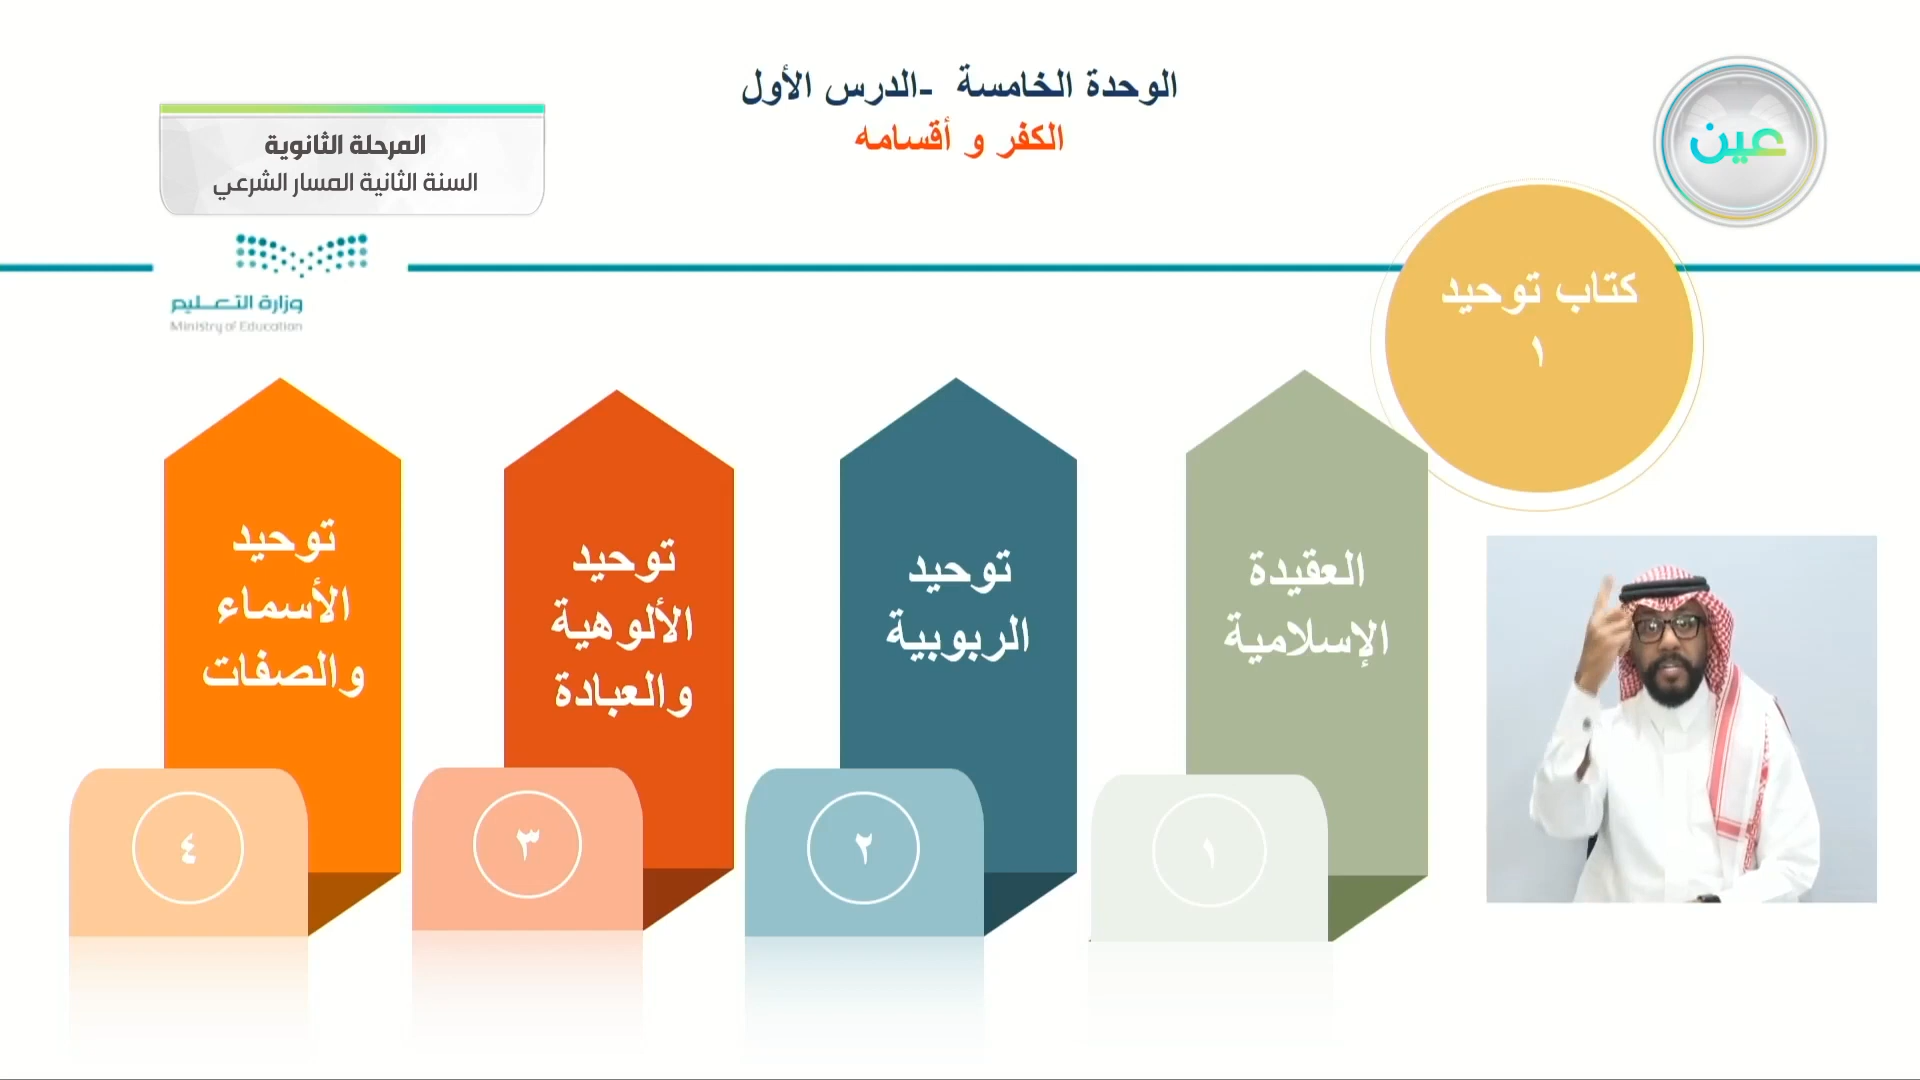 الوحدة الخامسة -الدرس الأول
الكفر و أقسامه
عين
المرحلة الثانوية
السنة الثانية المسار الشرعي
وزارة التعليم
Ministry of Education
كتاب توحيد
١
العقيدة
الإسلامية
١
توحيد
الربوبية
٢
توحيد
الألوهية
والعبادة
٣
توحيد
الأسماء
والصفات
٤